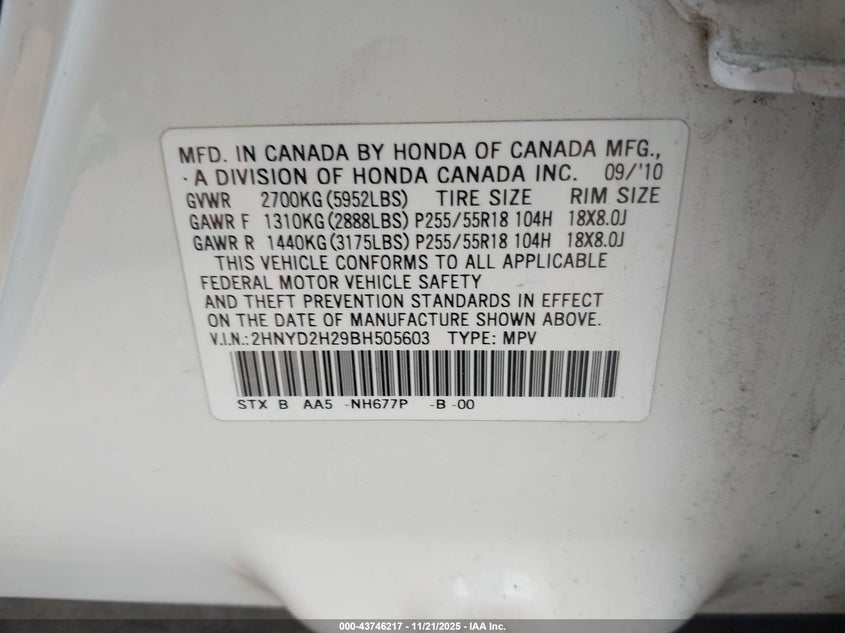 MFD. IN CANADA BY HONDA OF CANADA MFG.,
A DIVISION OF HONDA CANADA INC. 09/'10
GVWR 2700KG(5952LBS) TIRE SIZE RIM SIZE
GAWR F 1310KG(2888LBS) P255/55R18 104H 18X8.0J
GAWR R 1440KG(3175LBS) P255/55R18 104H 18X8.0J
THIS VEHICLE CONFORMS TO ALL APPLICABLE
FEDERAL MOTOR VEHICLE SAFETY
AND THEFT PREVENTION STANDARDS IN EFFECT
ON THE DATE OF MANUFACTURE SHOWN ABOVE.
V.I.N.:2HNYD2H29BH505603 TYPE: MPV
STX B AA5 -NH677P -B -00
000-43746217 - 11/21/2025 - IAA Inc.